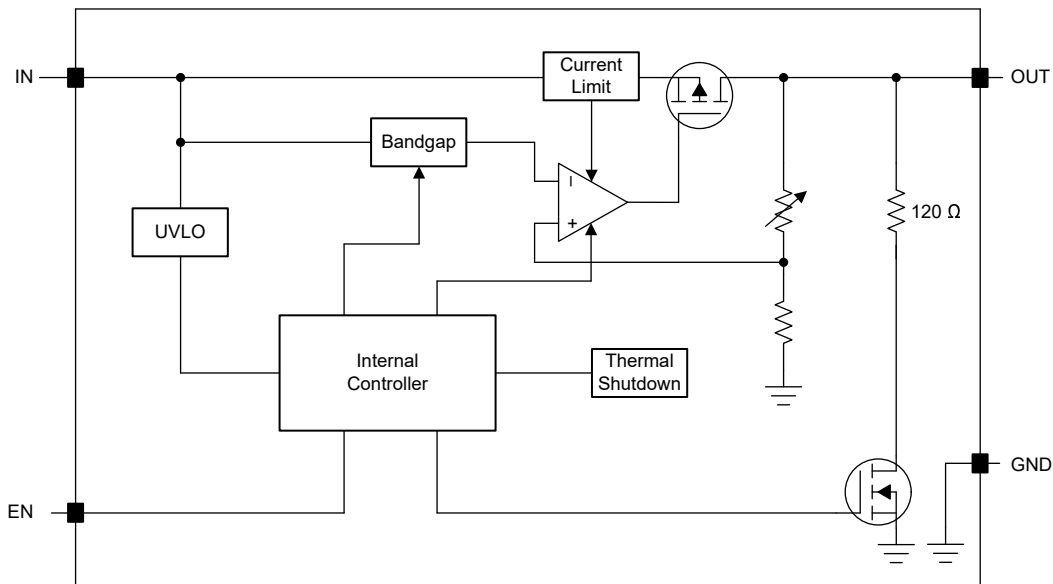 IN
Current
Limit
OUT
Bandgap
–
+
UVLO
120 Ω
Internal
Controller
Thermal
Shutdown
GND
EN